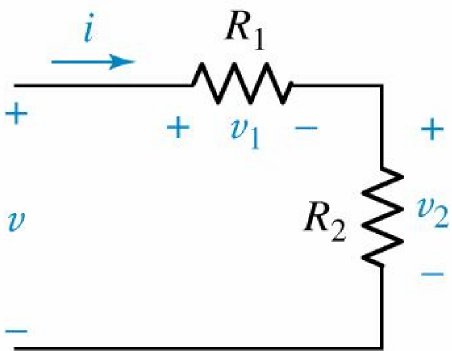 i
R1
+ + v1 − +
v R2 v2
− −